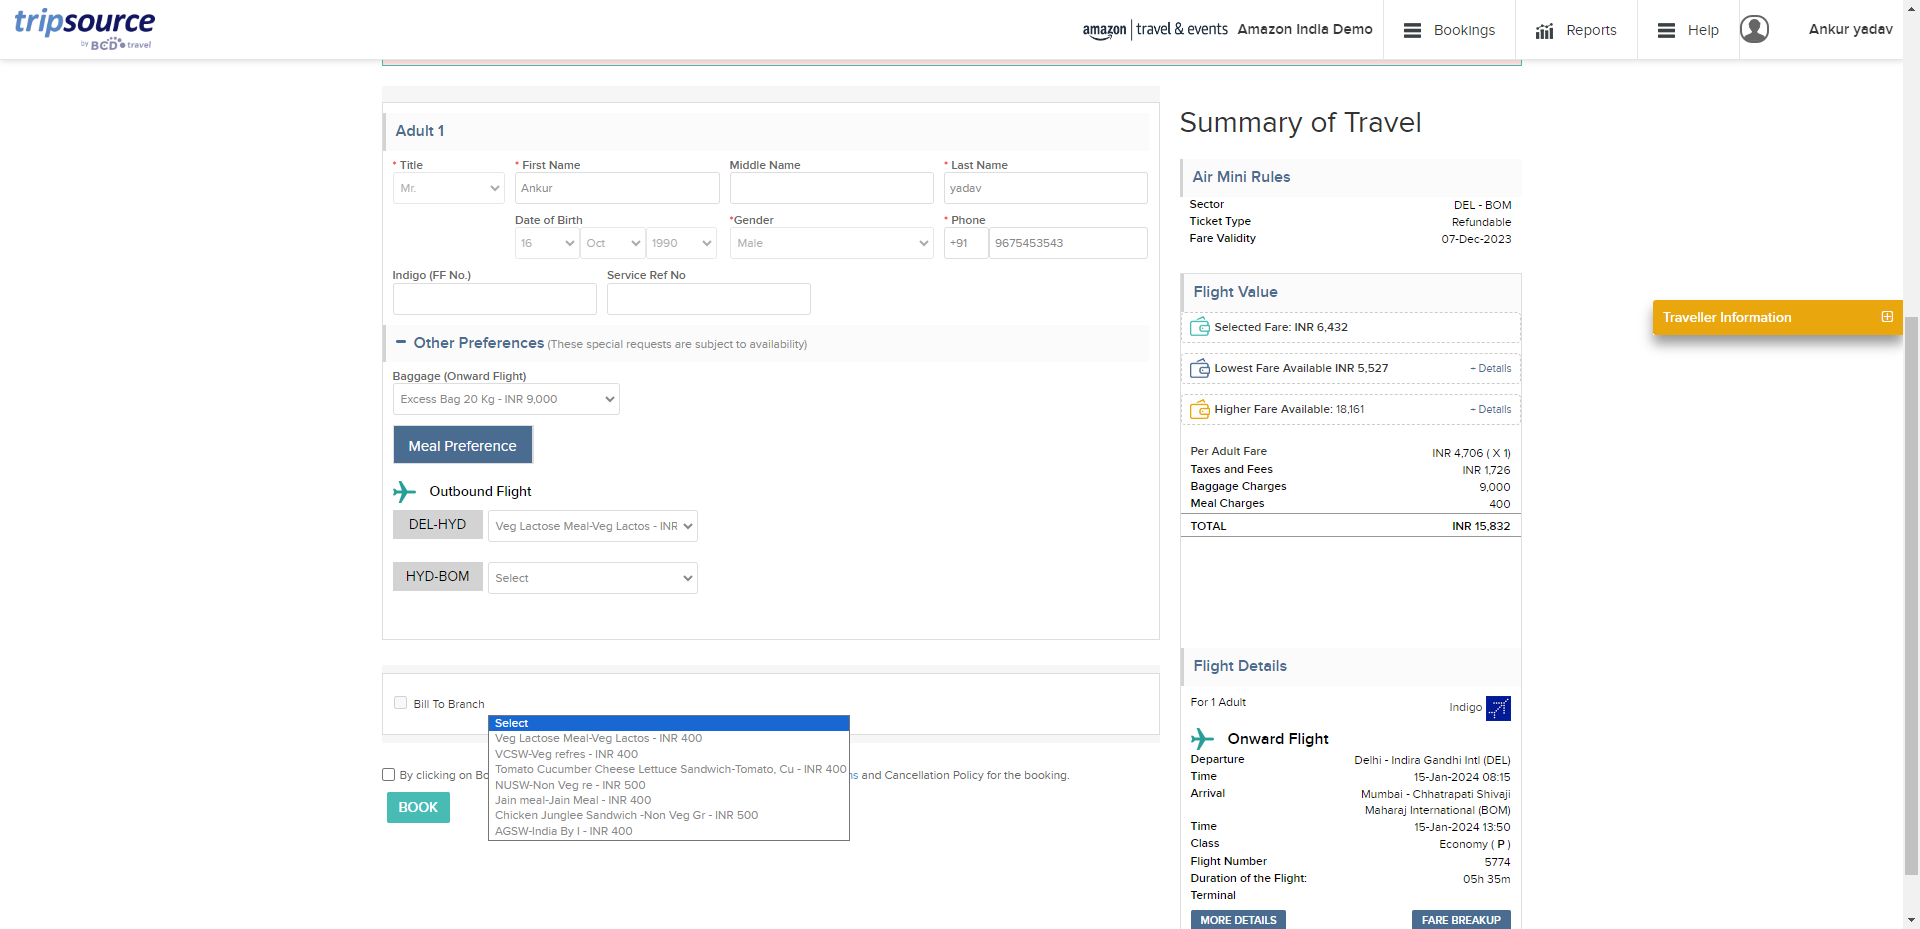 tripsource
by BCD travel
amazon travel & events Amazon India Demo
Bookings
Reports
Help
Ankur yadav
Adult 1
* Title
* First Name
Middle Name
* Last Name
Mr.
Ankur
yadav
Date of Birth
*Gender
* Phone
16
Oct
1990
Male
+91
9675453543
Indigo (FF No.)
Service Ref No
Other Preferences (These special requests are subject to availability)
Baggage (Onward Flight)
Excess Bag 20 Kg - INR 9,000
Meal Preference
Outbound Flight
DEL-HYD
Veg Lactose Meal-Veg Lactos - INR
HYD-BOM
Select
Bill To Branch
Select
Veg Lactose Meal-Veg Lactos - INR 400
VCSW-Veg refres - INR 400
Tomato Cucumber Cheese Lettuce Sandwich-Tomato, Cu - INR 400
NUSW-Non Veg re - INR 500
Jain meal-Jain Meal - INR 400
Chicken Junglee Sandwich -Non Veg Gr - INR 500
AGSW-India By I - INR 400
By clicking on Bo
and Cancellation Policy for the booking.
BOOK
Summary of Travel
Air Mini Rules
Sector DEL - BOM
Ticket Type Refundable
Fare Validity 07-Dec-2023
Flight Value
Selected Fare: INR 6,432
Lowest Fare Available INR 5,527 + Details
Higher Fare Available: 18,161 + Details
Per Adult Fare INR 4,706 ( X 1)
Taxes and Fees INR 1,726
Baggage Charges 9,000
Meal Charges 400
TOTAL INR 15,832
Flight Details
For 1 Adult Indigo
Onward Flight
Departure Delhi - Indira Gandhi Intl (DEL)
Time 15-Jan-2024 08:15
Arrival Mumbai - Chhatrapati Shivaji
Maharaj International (BOM)
Time 15-Jan-2024 13:50
Class Economy ( P )
Flight Number 5774
Duration of the Flight: 05h 35m
Terminal
MORE DETAILS
FARE BREAKUP
Traveller Information